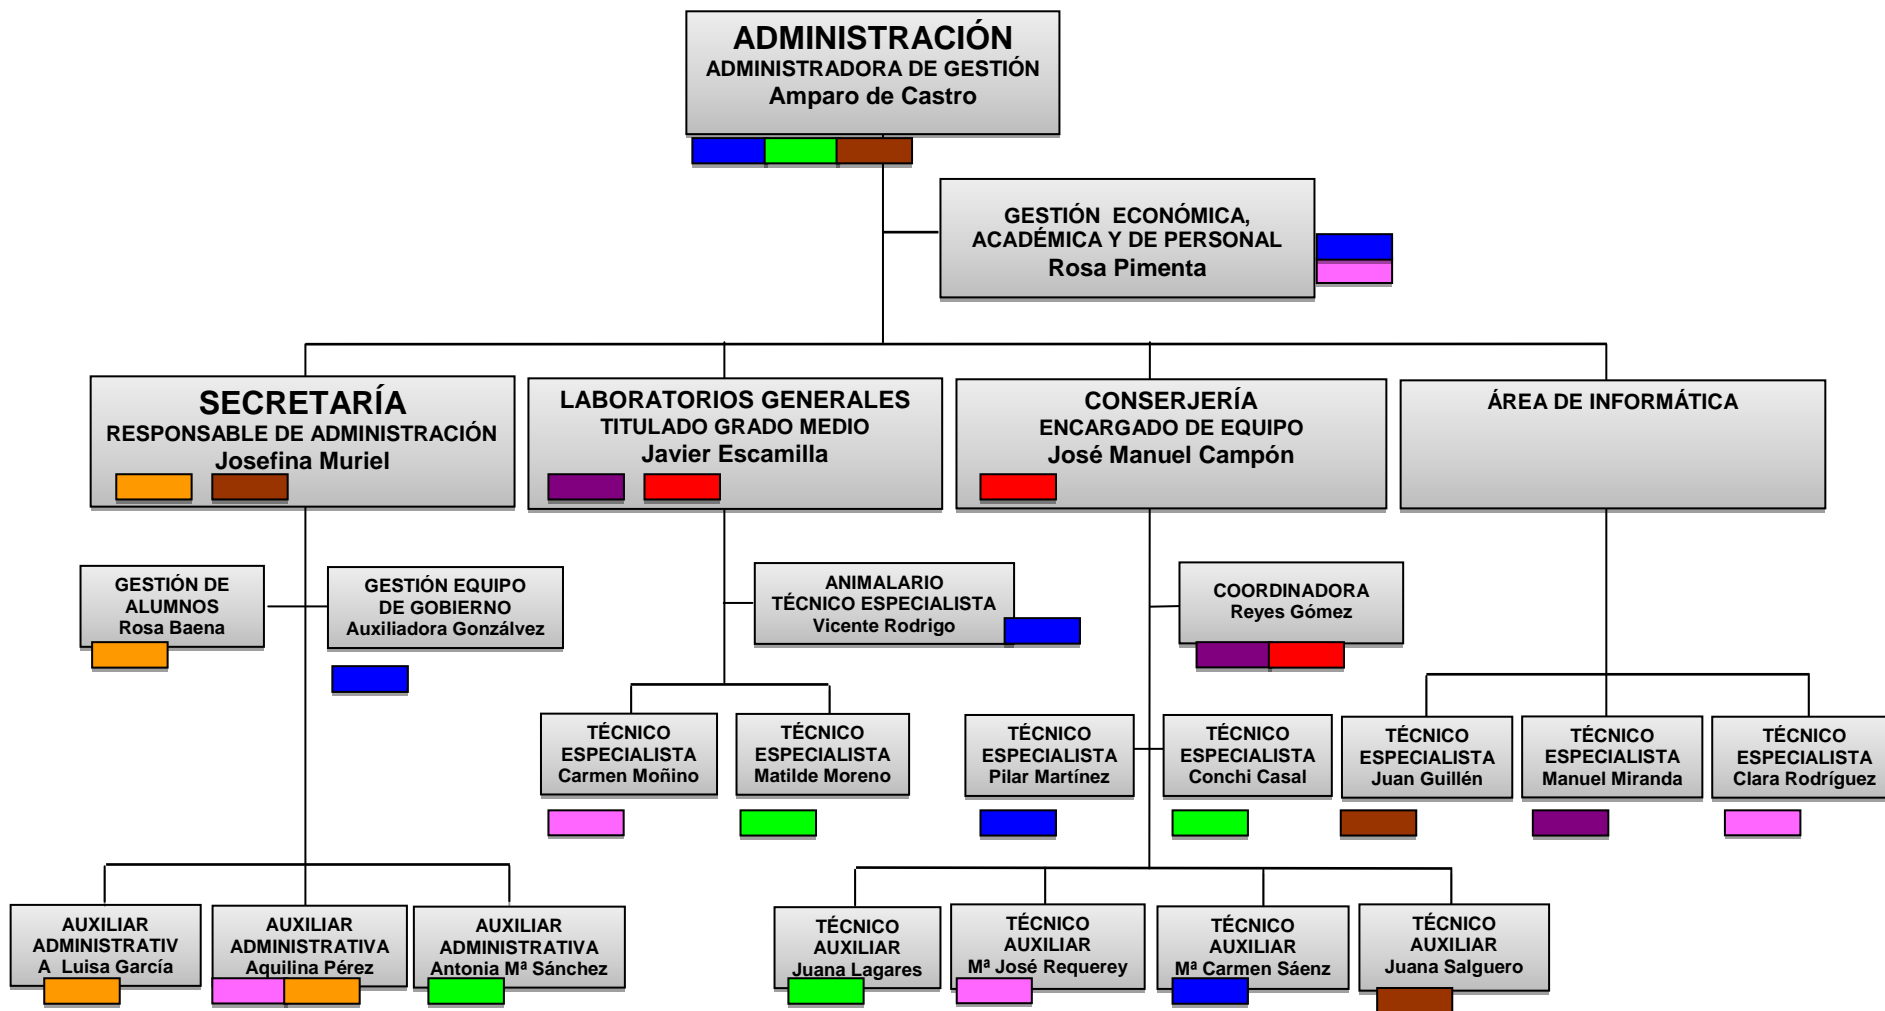 ADMINISTRACIÓN
ADMINISTRADORA DE GESTIÓN
Amparo de Castro
GESTIÓN ECONÓMICA,
ACADÉMICA Y DE PERSONAL
Rosa Pimenta
SECRETARÍA
RESPONSABLE DE ADMINISTRACIÓN
Josefina Muriel
LABORATORIOS GENERALES
TITULADO GRADO MEDIO
Javier Escamilla
CONSERJERÍA
ENCARGADO DE EQUIPO
José Manuel Campón
ÁREA DE INFORMÁTICA
GESTIÓN DE
ALUMNOS
Rosa Baena
GESTIÓN EQUIPO
DE GOBIERNO
Auxiliadora Gonzálvez
ANIMALARIO
TÉCNICO ESPECIALISTA
Vicente Rodrigo
COORDINADORA
Reyes Gómez
TÉCNICO
ESPECIALISTA
Carmen Moñino
TÉCNICO
ESPECIALISTA
Matilde Moreno
TÉCNICO
ESPECIALISTA
Pilar Martínez
TÉCNICO
ESPECIALISTA
Conchi Casal
TÉCNICO
ESPECIALISTA
Juan Guillén
TÉCNICO
ESPECIALISTA
Manuel Miranda
TÉCNICO
ESPECIALISTA
Clara Rodríguez
AUXILIAR
ADMINISTRATIV
A Luisa García
AUXILIAR
ADMINISTRATIVA
Aquilina Pérez
AUXILIAR
ADMINISTRATIVA
Antonia Mª Sánchez
TÉCNICO
AUXILIAR
Juana Lagares
TÉCNICO
AUXILIAR
Mª José Requerey
TÉCNICO
AUXILIAR
Mª Carmen Sáenz
TÉCNICO
AUXILIAR
Juana Salguero